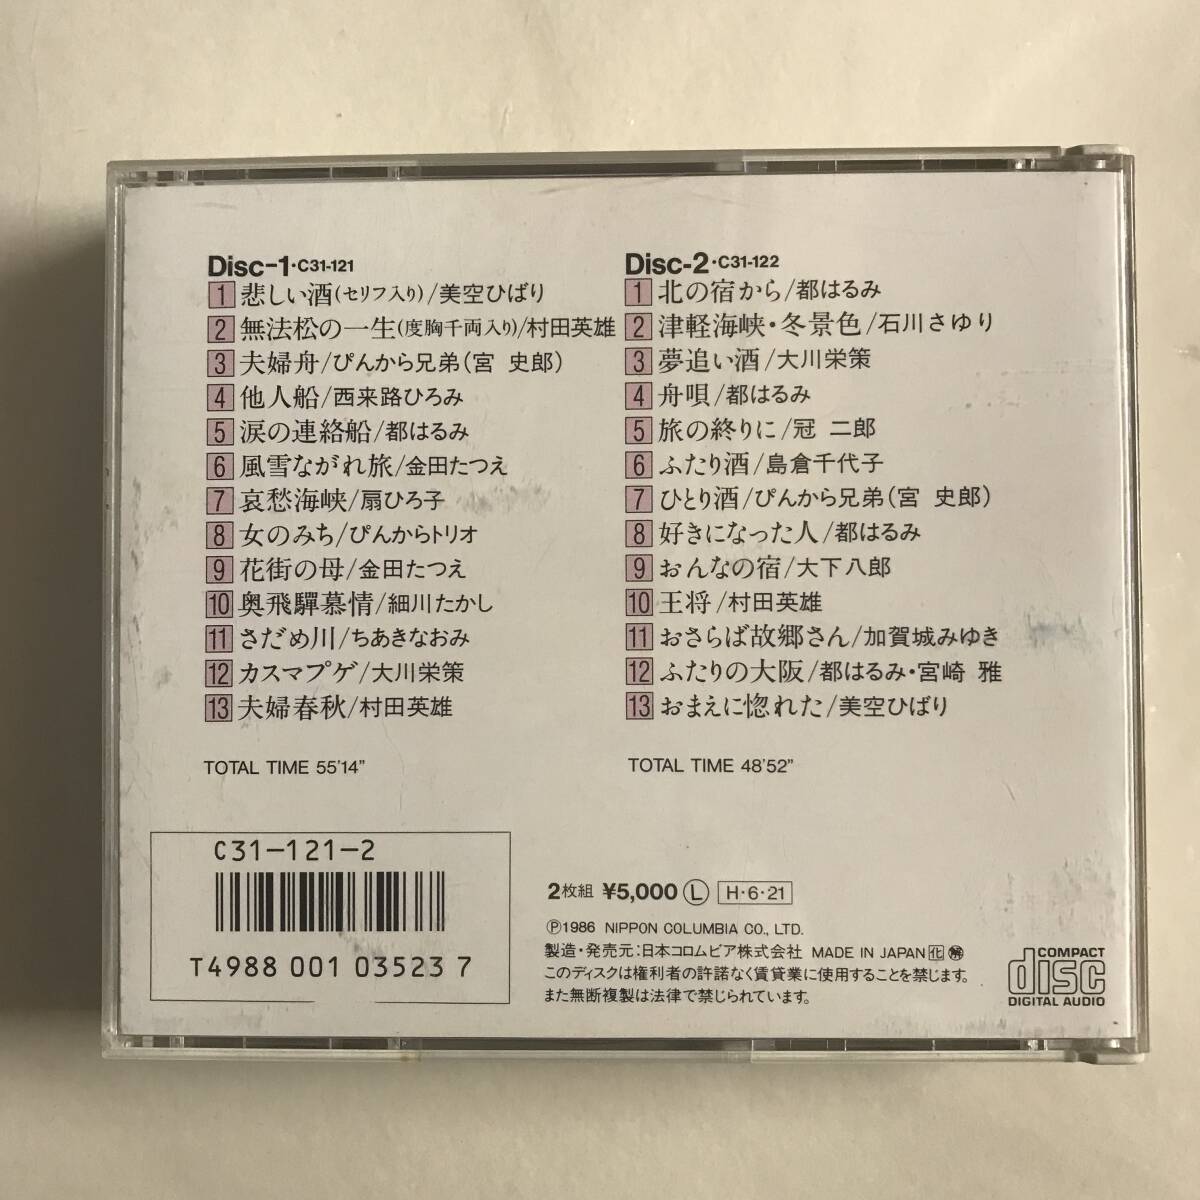 Disc-1・C31-121
1 悲しい酒(セリフ入り)/美空ひばり
2 無法松の一生(度胸千両入り)/村田英雄
3 夫婦舟/ぴんから兄弟(宮 史郎)
4 他人船/西来路ひろみ
5 涙の連絡船/都はるみ
6 風雪ながれ旅/金田たつえ
7 哀愁海峡/扇ひろ子
8 女のみち/ぴんからトリオ
9 花街の母/金田たつえ
10 奥飛驒慕情/細川たかし
11 さだめ川/ちあきなおみ
12 カスマプゲ/大川栄策
13 夫婦春秋/村田英雄
TOTAL TIME 55'14"
Disc-2・C31-122
1 北の宿から/都はるみ
2 津軽海峡・冬景色/石川さゆり
3 夢追い酒/大川栄策
4 舟唄/都はるみ
5 旅の終りに/冠 二郎
6 ふたり酒/島倉千代子
7 ひとり酒/ぴんから兄弟(宮 史郎)
8 好きになった人/都はるみ
9 おんなの宿/大下八郎
10 王将/村田英雄
11 おさらば故郷さん/加賀城みゆき
12 ふたりの大阪/都はるみ・宮崎 雅
13 おまえに惚れた/美空ひばり
TOTAL TIME 48'52"
C31-121-2
T4988 001 03523 7
2枚組 ¥5,000 Ⓛ H・6・21
Ⓟ1986 NIPPON COLUMBIA CO., LTD.
製造・発売元:日本コロムビア株式会社 MADE IN JAPAN 化 解
このディスクは権利者の許諾なく賃貸業に使用することを禁じます。
また無断複製は法律で禁じられています。
COMPACT
disc
DIGITAL AUDIO